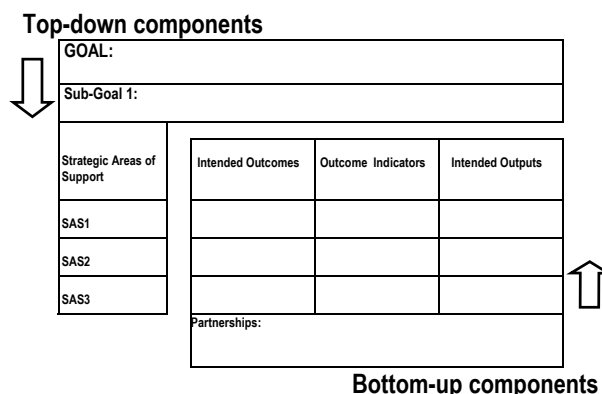 Top-down components
GOAL:
Sub-Goal 1:
Strategic Areas of
Support
Intended Outcomes
Outcome Indicators
Intended Outputs
SAS1
SAS2
SAS3
Partnerships:
Bottom-up components